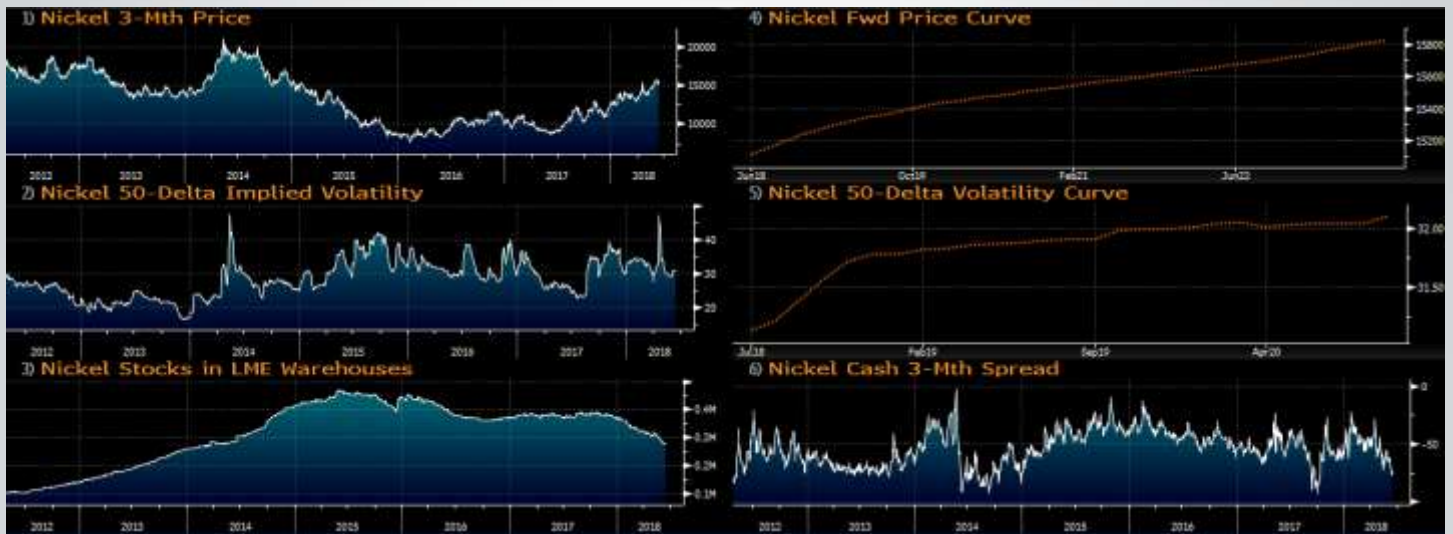 1) Nickel 3-Mth Price
20000
15000
10000
2012 2013 2014 2015 2016 2017 2018
2) Nickel 50-Delta Implied Volatility
40
30
20
2012 2013 2014 2015 2016 2017 2018
3) Nickel Stocks in LME Warehouses
0.4M
0.3M
0.2M
0.1M
2012 2013 2014 2015 2016 2017 2018
4) Nickel Fwd Price Curve
15800
15600
15400
15200
Jun18 Oct19 Feb21 Jun22
5) Nickel 50-Delta Volatility Curve
32.00
31.50
Jul18 Feb19 Sep19 Apr20
6) Nickel Cash 3-Mth Spread
0
-50
2012 2013 2014 2015 2016 2017 2018